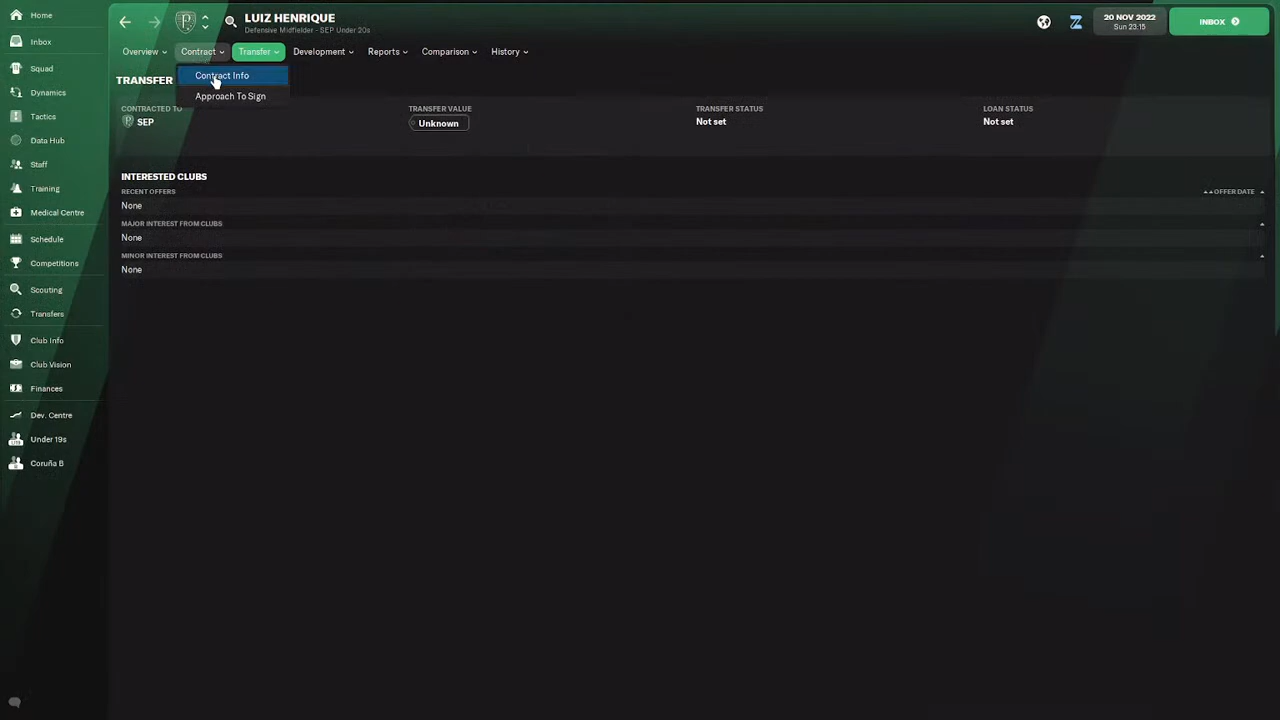 Home
Inbox
Squad
Dynamics
Tactics
Data Hub
Staff
Training
Medical Centre
Schedule
Competitions
Scouting
Transfers
Club Info
Club Vision
Finances
Dev. Centre
Under 19s
Coruña B
LUIZ HENRIQUE
Defensive Midfielder - SEP Under 20s
20 NOV 2022
Sun 23:15
INBOX
Overview
Contract
Transfer
Development
Reports
Comparison
History
Contract Info
Approach To Sign
TRANSFER
CONTRACTED TO
SEP
TRANSFER VALUE
Unknown
TRANSFER STATUS
Not set
LOAN STATUS
Not set
INTERESTED CLUBS
RECENT OFFERS
OFFER DATE
None
MAJOR INTEREST FROM CLUBS
None
MINOR INTEREST FROM CLUBS
None